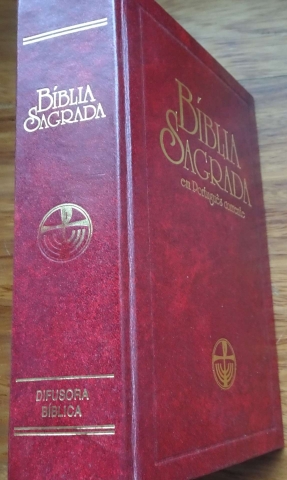 BÍBLIA
SAGRADA
DIFUSORA
BÍBLICA
BÍBLIA
SAGRADA
em Português corrente